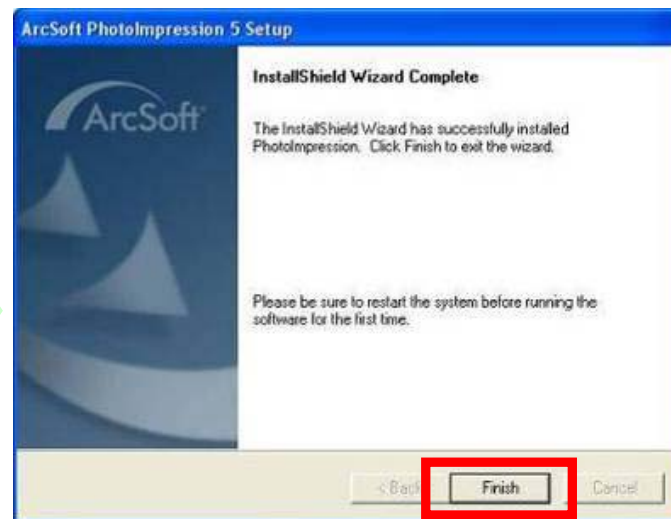 ArcSoft PhotoImpression 5 Setup
ArcSoft
InstallShield Wizard Complete
The InstallShield Wizard has successfully installed
PhotoImpression. Click Finish to exit the wizard.
Please be sure to restart the system before running the
software for the first time.
< Back
Finish
Cancel